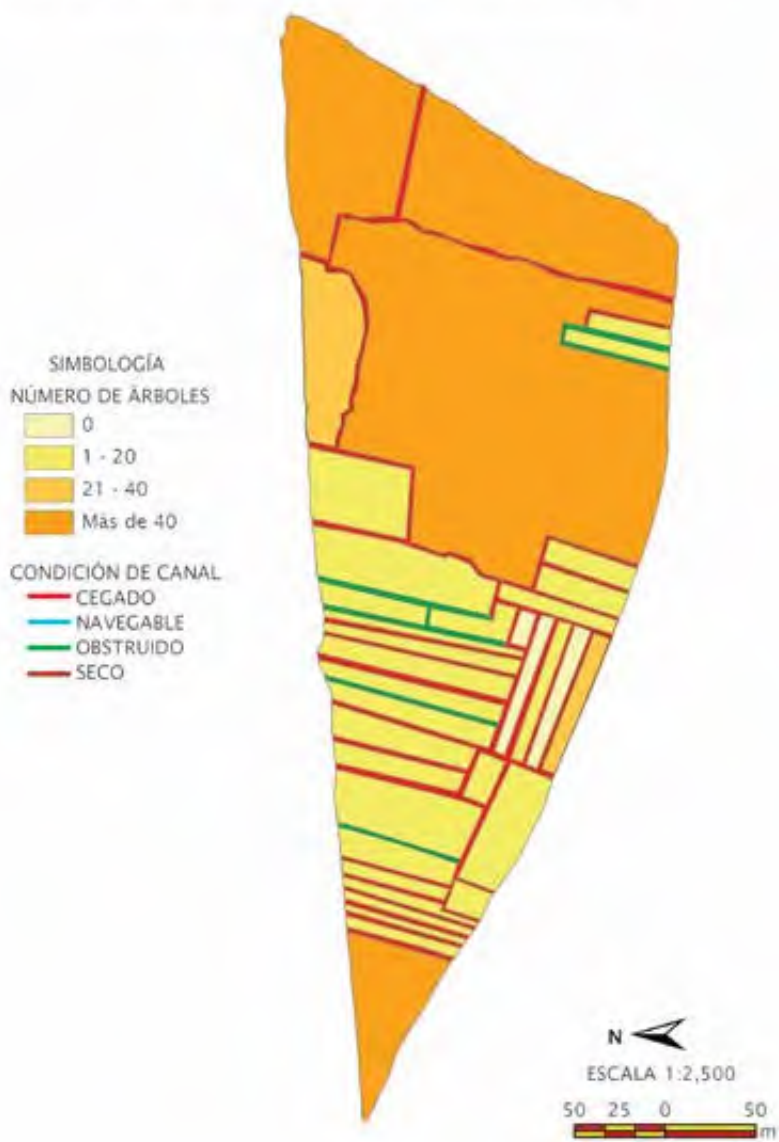 SIMBOLOGÍA
NÚMERO DE ÁRBOLES
0
1 - 20
21 - 40
Más de 40
CONDICIÓN DE CANAL
CEGADO
NAVEGABLE
OBSTRUIDO
SECO
N
ESCALA 1:2,500
50 25 0 50
m